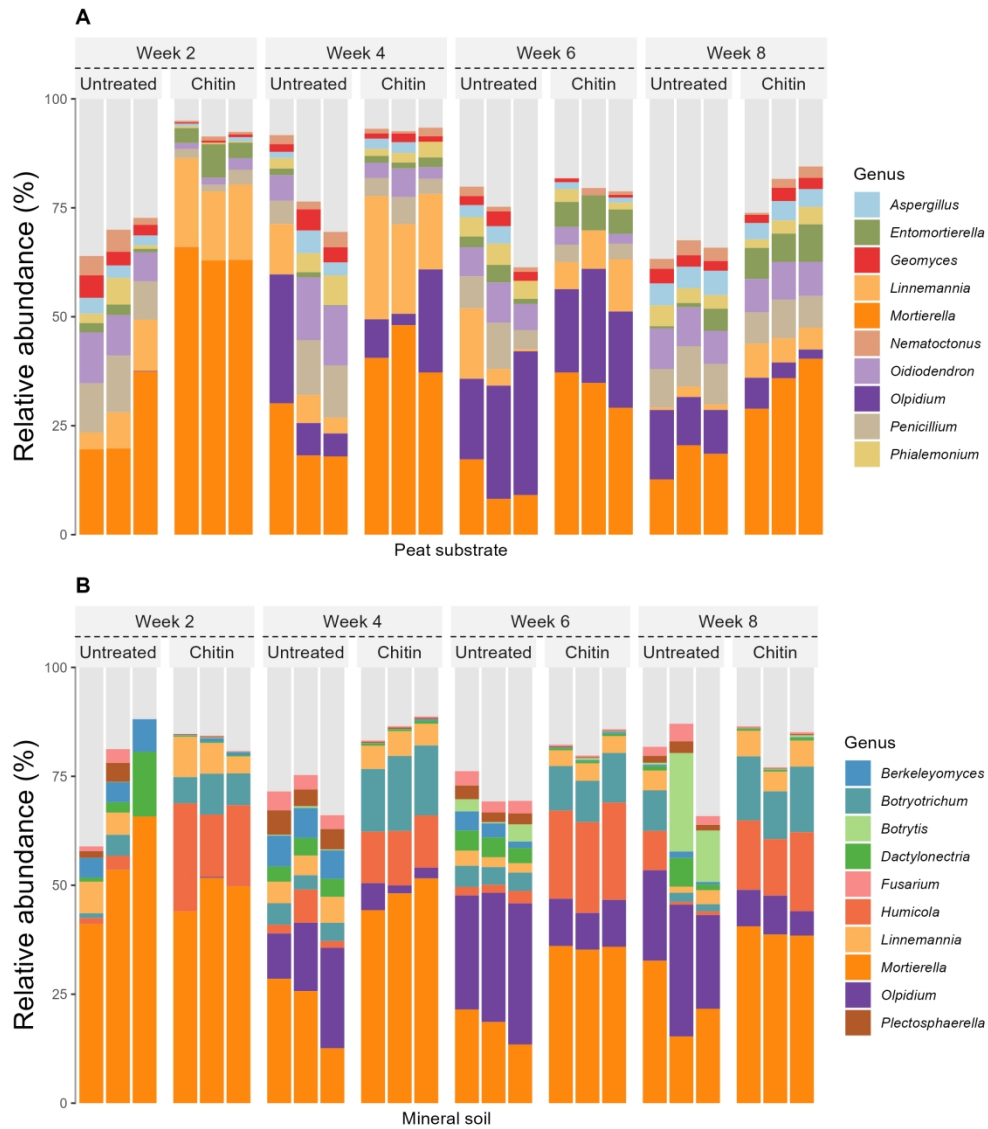 A
Week 2 Week 4 Week 6 Week 8
Untreated Chitin Untreated Chitin Untreated Chitin Untreated Chitin
100
75
50
25
0
Relative abundance (%)
Peat substrate
Genus
Aspergillus
Entomortierella
Geomyces
Linnemannia
Mortierella
Nematoctonus
Oidiodendron
Olpidium
Penicillium
Phialemonium
B
Week 2 Week 4 Week 6 Week 8
Untreated Chitin Untreated Chitin Untreated Chitin Untreated Chitin
100
75
50
25
0
Relative abundance (%)
Mineral soil
Genus
Berkeleyomyces
Botryotrichum
Botrytis
Dactylonectria
Fusarium
Humicola
Linnemannia
Mortierella
Olpidium
Plectosphaerella